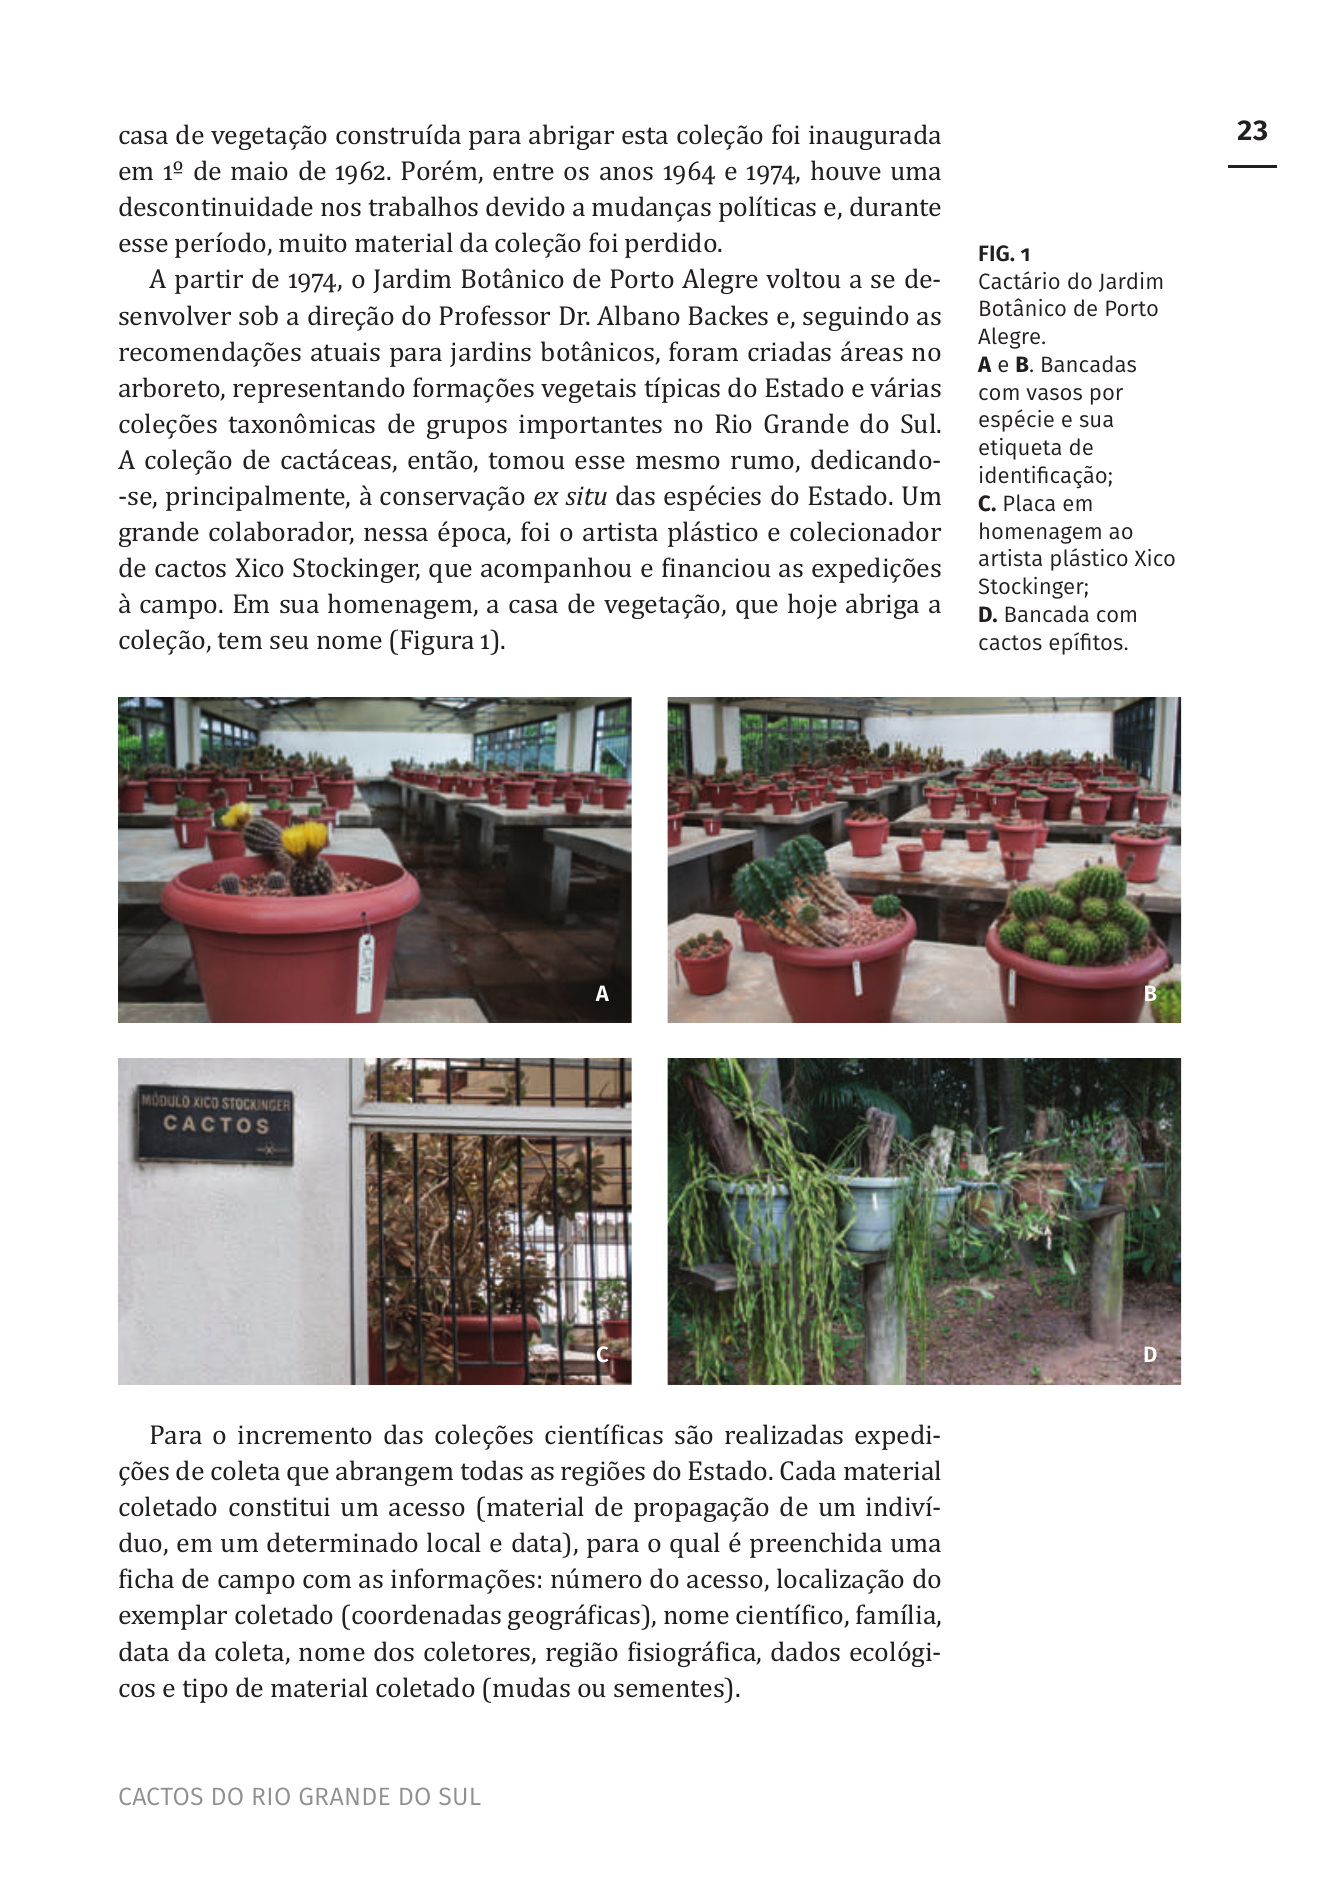 casa de vegetação construída para abrigar esta coleção foi inaugurada
em 1º de maio de 1962. Porém, entre os anos 1964 e 1974, houve uma
descontinuidade nos trabalhos devido a mudanças políticas e, durante
esse período, muito material da coleção foi perdido.
A partir de 1974, o Jardim Botânico de Porto Alegre voltou a se de-
senvolver sob a direção do Professor Dr. Albano Backes e, seguindo as
recomendações atuais para jardins botânicos, foram criadas áreas no
arboreto, representando formações vegetais típicas do Estado e várias
coleções taxonômicas de grupos importantes no Rio Grande do Sul.
A coleção de cactáceas, então, tomou esse mesmo rumo, dedicando-
-se, principalmente, à conservação ex situ das espécies do Estado. Um
grande colaborador, nessa época, foi o artista plástico e colecionador
de cactos Xico Stockinger, que acompanhou e financiou as expedições
à campo. Em sua homenagem, a casa de vegetação, que hoje abriga a
coleção, tem seu nome (Figura 1).
23
FIG. 1
Cactário do Jardim
Botânico de Porto
Alegre.
A e B. Bancadas
com vasos por
espécie e sua
etiqueta de
identificação;
C. Placa em
homenagem ao
artista plástico Xico
Stockinger;
D. Bancada com
cactos epífitos.
CA 112
A
B
MÓDULO XICO STOCKINGER
CACTOS
C
D
Para o incremento das coleções científicas são realizadas expedi-
ções de coleta que abrangem todas as regiões do Estado. Cada material
coletado constitui um acesso (material de propagação de um indiví-
duo, em um determinado local e data), para o qual é preenchida uma
ficha de campo com as informações: número do acesso, localização do
exemplar coletado (coordenadas geográficas), nome científico, família,
data da coleta, nome dos coletores, região fisiográfica, dados ecológi-
cos e tipo de material coletado (mudas ou sementes).
CACTOS DO RIO GRANDE DO SUL